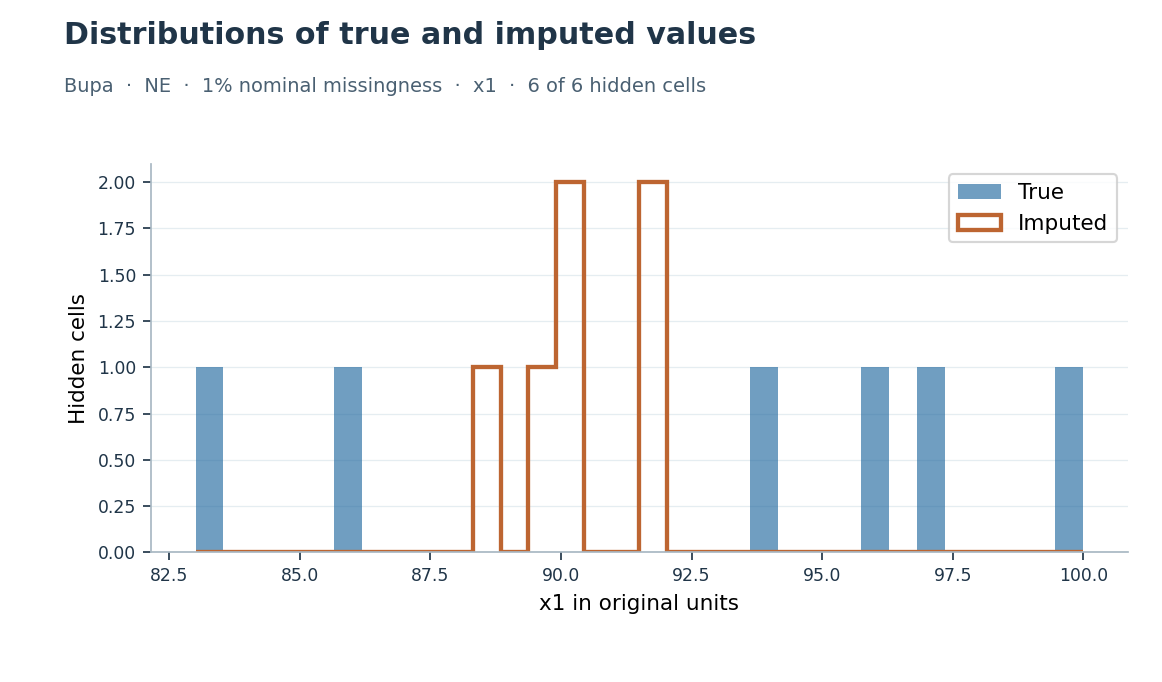 Distributions of true and imputed values
Bupa · NE · 1% nominal missingness · x1 · 6 of 6 hidden cells
True
Imputed
Hidden cells
2.00
1.75
1.50
1.25
1.00
0.75
0.50
0.25
0.00
82.5 85.0 87.5 90.0 92.5 95.0 97.5 100.0
x1 in original units